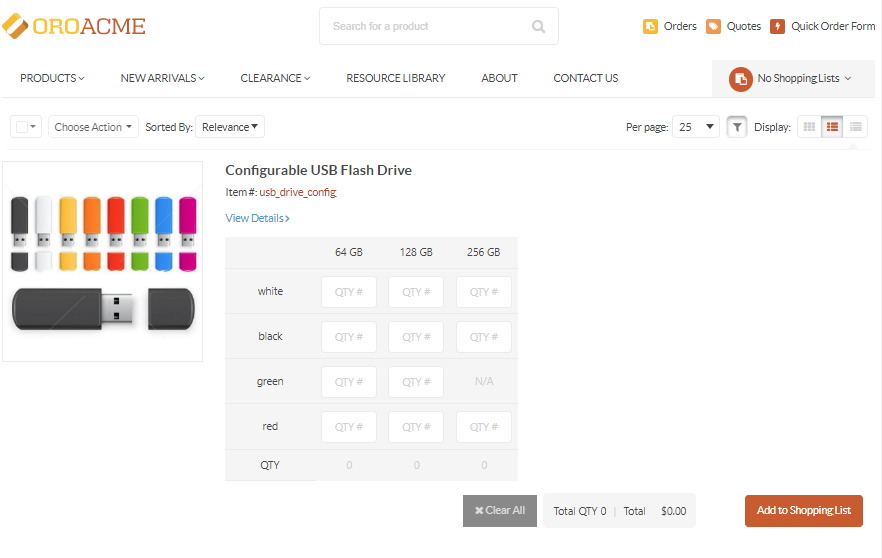 OROACME
Search for a product
Orders
Quotes
Quick Order Form
PRODUCTS
NEW ARRIVALS
CLEARANCE
RESOURCE LIBRARY
ABOUT
CONTACT US
No Shopping Lists
Choose Action
Sorted By: Relevance
Per page: 25
Display:
Configurable USB Flash Drive
Item #: usb_drive_config
View Details
64 GB 128 GB 256 GB
white QTY # QTY # QTY #
black QTY # QTY # QTY #
green QTY # QTY # N/A
red QTY # QTY # QTY #
QTY 0 0 0
Clear All
Total QTY 0 | Total $0.00
Add to Shopping List